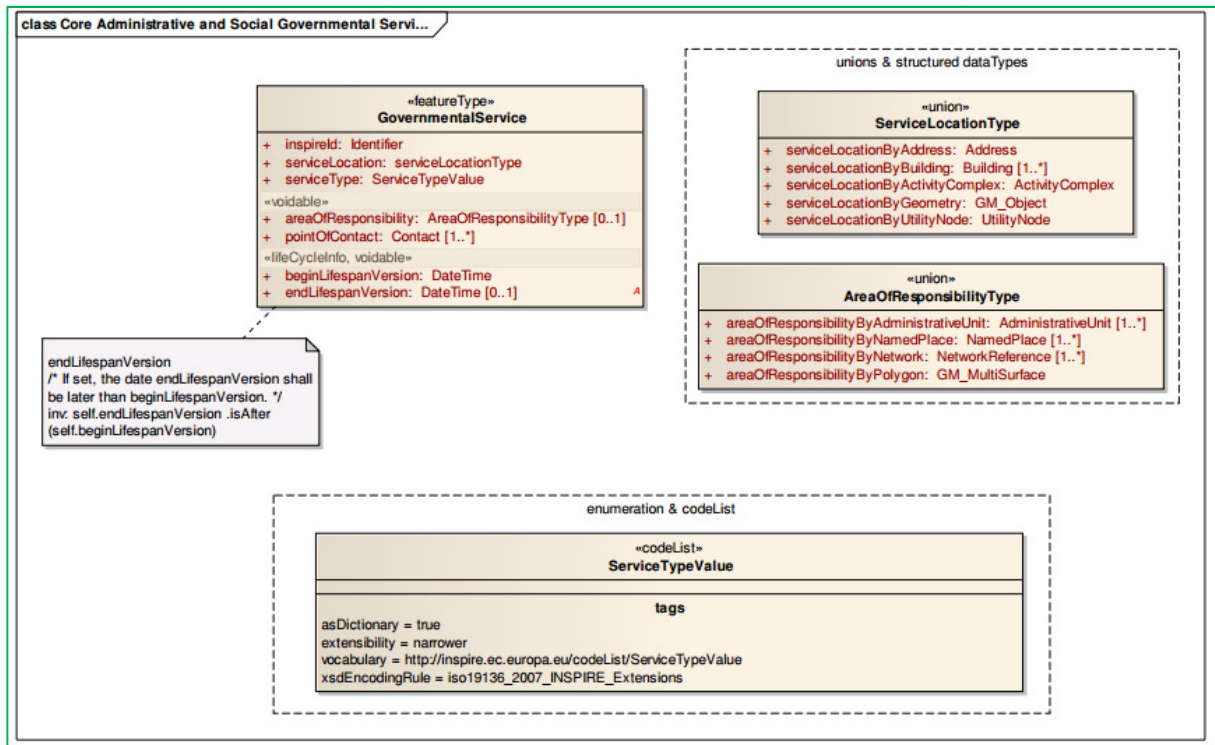 class Core Administrative and Social Governmental Servi...
«featureType»
GovernmentalService
+ inspireId: Identifier
+ serviceLocation: serviceLocationType
+ serviceType: ServiceTypeValue
«voidable»
+ areaOfResponsibility: AreaOfResponsibilityType [0..1]
+ pointOfContact: Contact [1..*]
«lifeCycleInfo, voidable»
+ beginLifespanVersion: DateTime
+ endLifespanVersion: DateTime [0..1]
A
endLifespanVersion
/* If set, the date endLifespanVersion shall
be later than beginLifespanVersion. */
inv: self.endLifespanVersion .isAfter
(self.beginLifespanVersion)
unions & structured dataTypes
«union»
ServiceLocationType
+ serviceLocationByAddress: Address
+ serviceLocationByBuilding: Building [1..*]
+ serviceLocationByActivityComplex: ActivityComplex
+ serviceLocationByGeometry: GM_Object
+ serviceLocationByUtilityNode: UtilityNode
«union»
AreaOfResponsibilityType
+ areaOfResponsibilityByAdministrativeUnit: AdministrativeUnit [1..*]
+ areaOfResponsibilityByNamedPlace: NamedPlace [1..*]
+ areaOfResponsibilityByNetwork: NetworkReference [1..*]
+ areaOfResponsibilityByPolygon: GM_MultiSurface
enumeration & codeList
«codeList»
ServiceTypeValue
tags
asDictionary = true
extensibility = narrower
vocabulary = http://inspire.ec.europa.eu/codeList/ServiceTypeValue
xsdEncodingRule = iso19136_2007_INSPIRE_Extensions